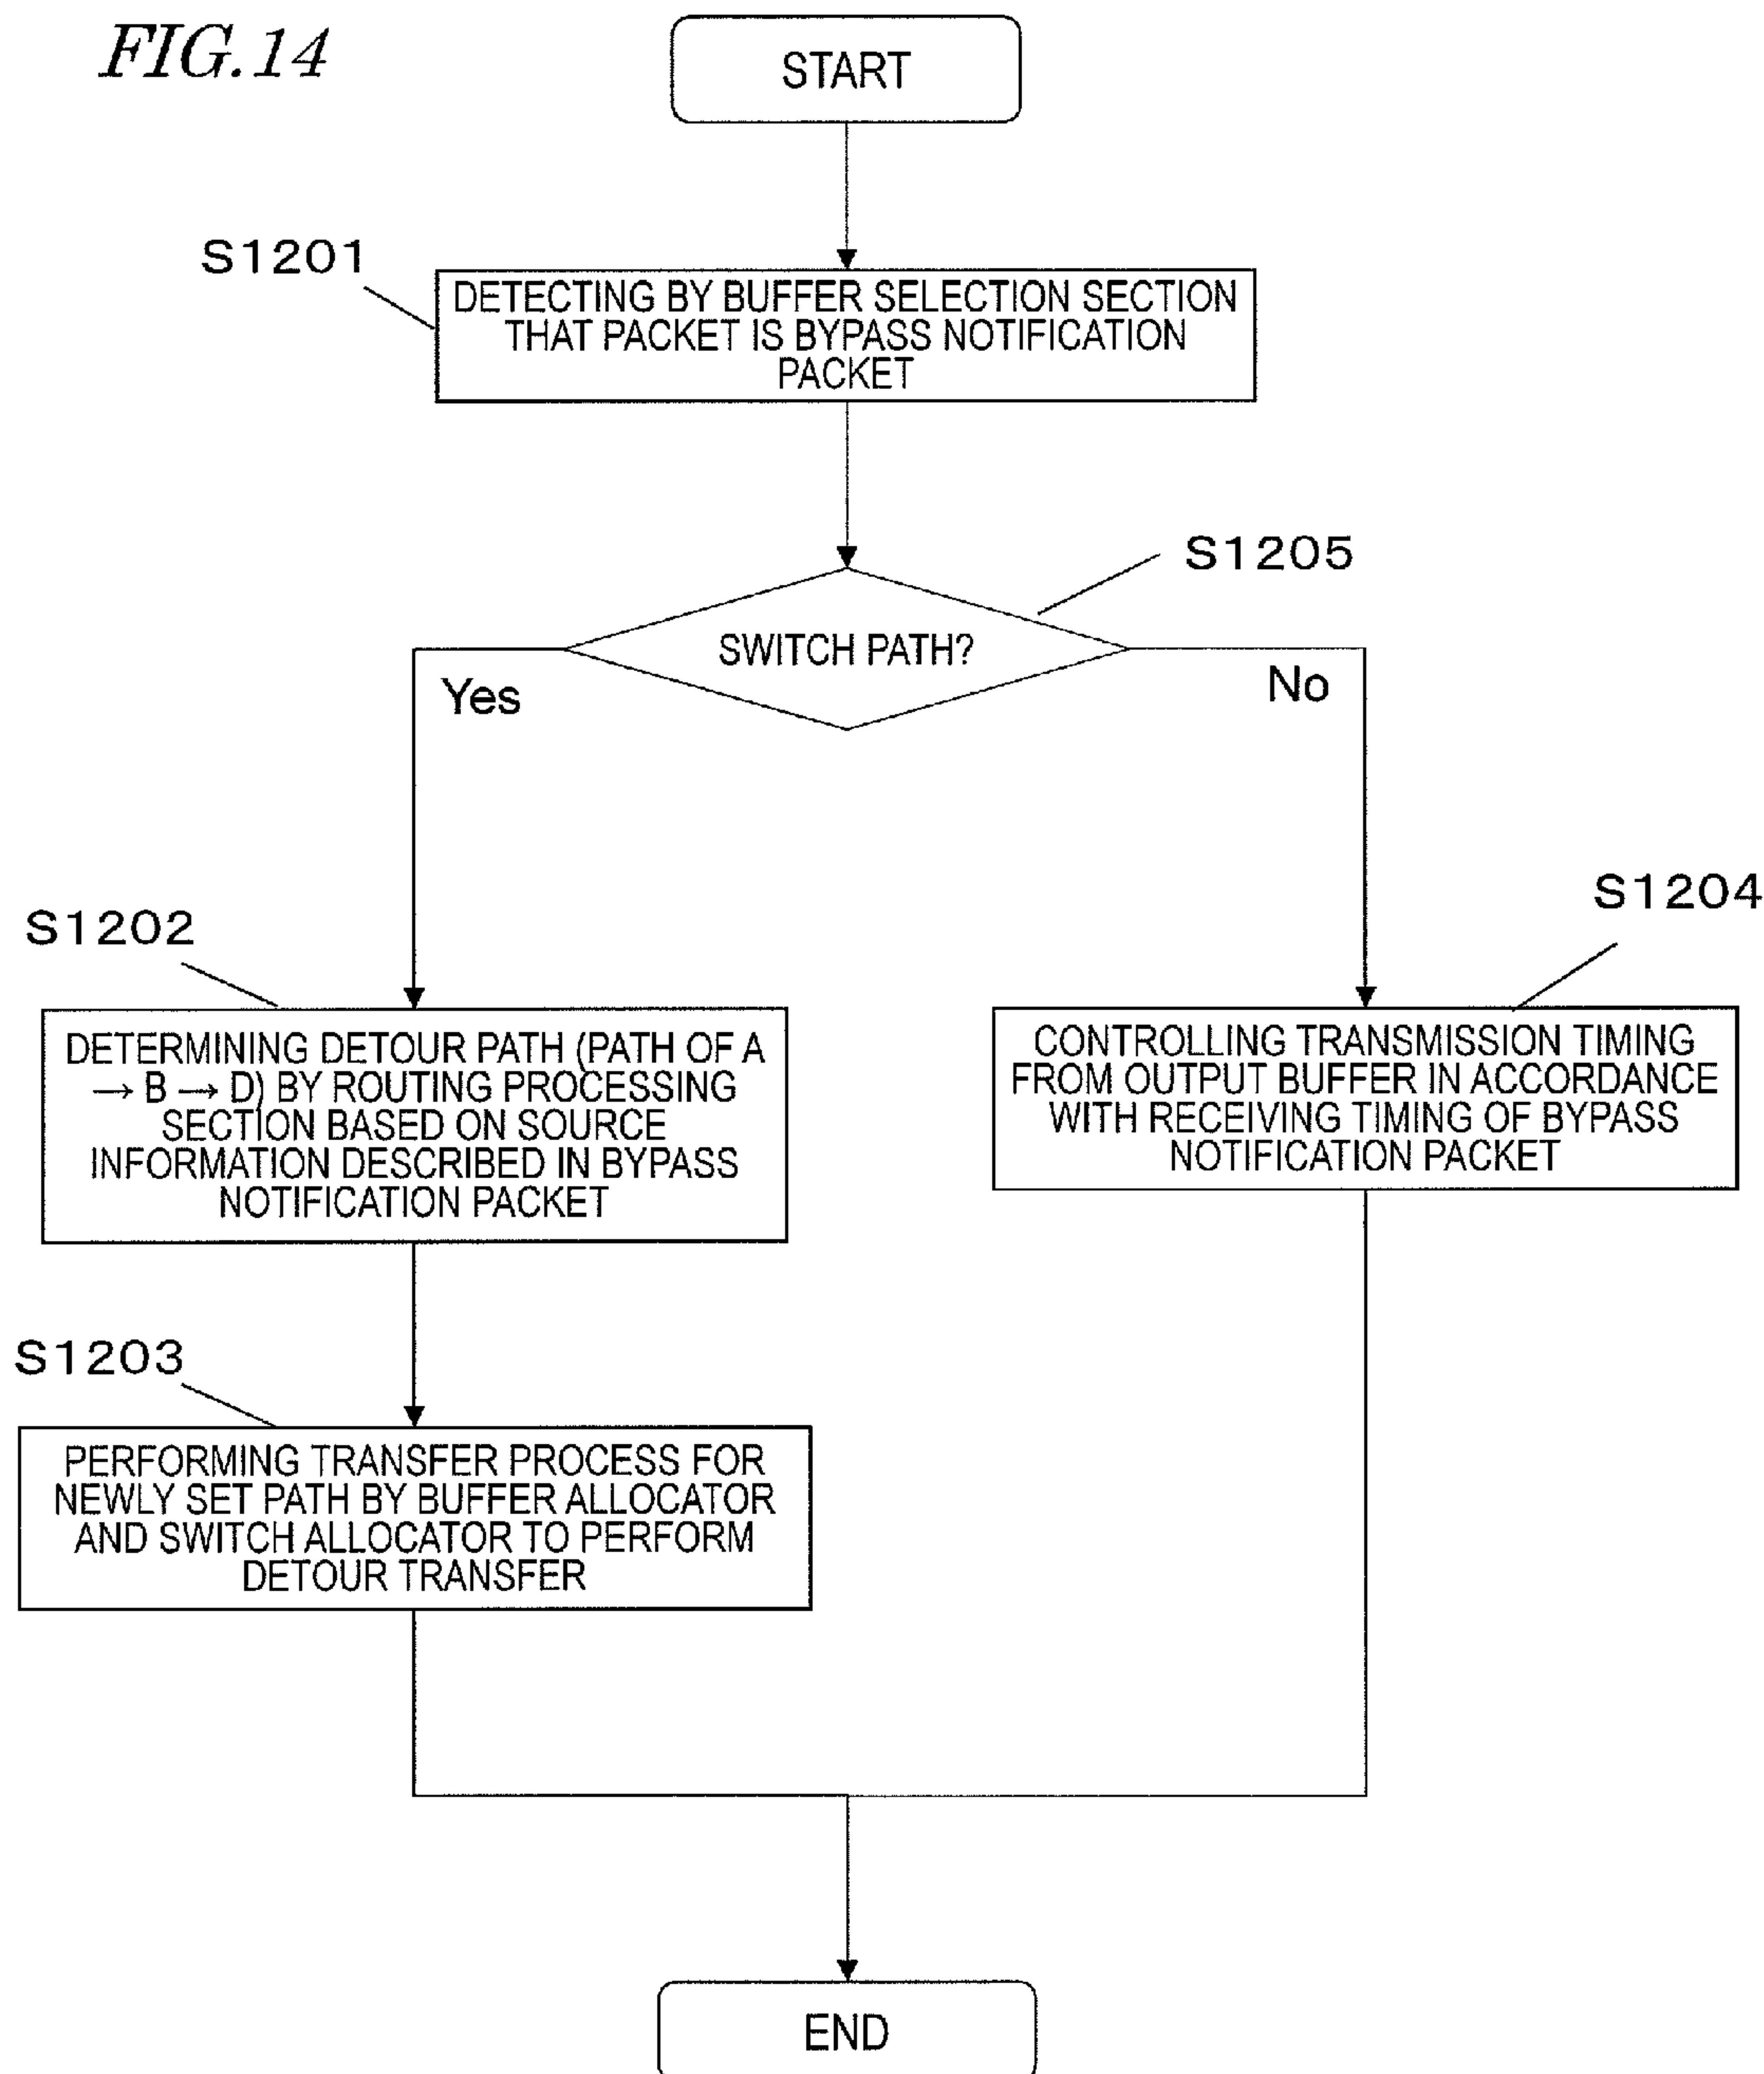 FIG.14
START
S1201
DETECTING BY BUFFER SELECTION SECTION
THAT PACKET IS BYPASS NOTIFICATION
PACKET
S1205
SWITCH PATH?
Yes
No
S1202
DETERMINING DETOUR PATH (PATH OF A
→ B → D) BY ROUTING PROCESSING
SECTION BASED ON SOURCE
INFORMATION DESCRIBED IN BYPASS
NOTIFICATION PACKET
S1204
CONTROLLING TRANSMISSION TIMING
FROM OUTPUT BUFFER IN ACCORDANCE
WITH RECEIVING TIMING OF BYPASS
NOTIFICATION PACKET
S1203
PERFORMING TRANSFER PROCESS FOR
NEWLY SET PATH BY BUFFER ALLOCATOR
AND SWITCH ALLOCATOR TO PERFORM
DETOUR TRANSFER
END